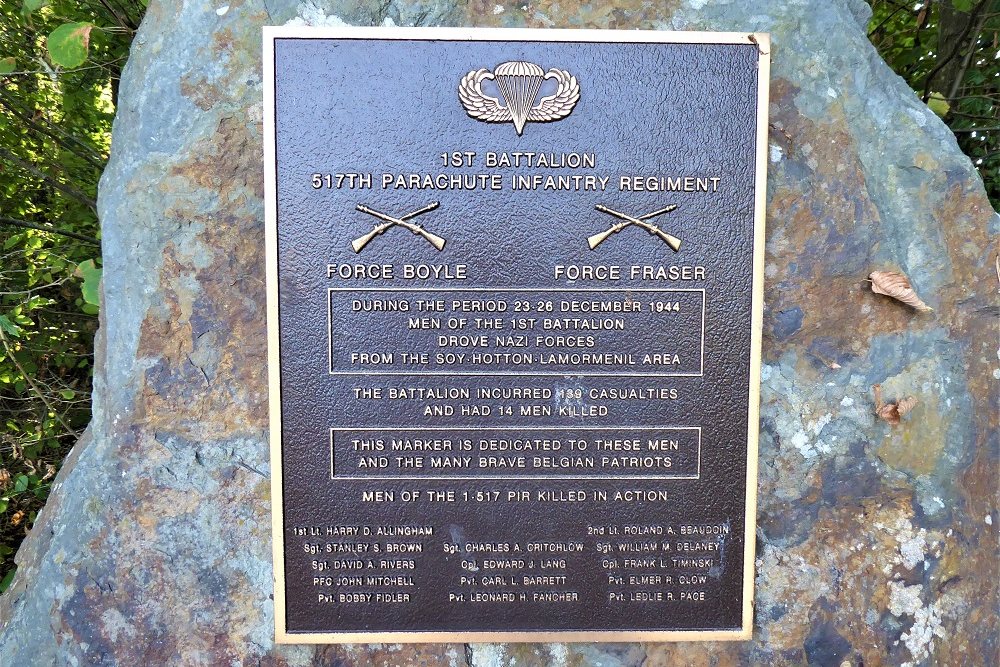 1ST BATTALION
517TH PARACHUTE INFANTRY REGIMENT
FORCE BOYLE FORCE FRASER
DURING THE PERIOD 23-26 DECEMBER 1944
MEN OF THE 1ST BATTALION
DROVE NAZI FORCES
FROM THE SOY-HOTTON-LAMORMENIL AREA
THE BATTALION INCURRED 139 CASUALTIES
AND HAD 14 MEN KILLED
THIS MARKER IS DEDICATED TO THESE MEN
AND THE MANY BRAVE BELGIAN PATRIOTS
MEN OF THE 1-517 PIR KILLED IN ACTION
1st Lt. HARRY D. ALLINGHAM 2nd Lt. ROLAND A. BEAUDOIN
Sgt. STANLEY S. BROWN Sgt. CHARLES A. CRITCHLOW Sgt. WILLIAM M. DELANEY
Sgt. DAVID A. RIVERS Cpl. EDWARD J. LANG Cpl. FRANK L. TIMINSKI
PFC JOHN MITCHELL Pvt. CARL L. BARRETT Pvt. ELMER R. CLOW
Pvt. BOBBY FIDLER Pvt. LEONARD H. FANCHER Pvt. LEDLIE R. PACE